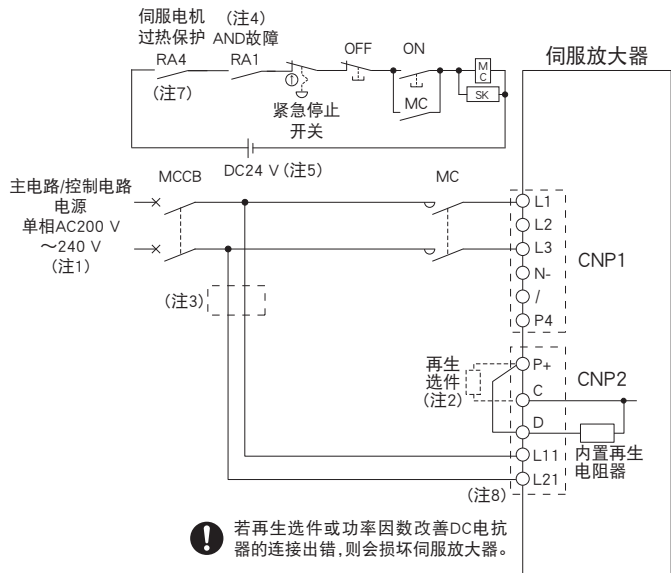 伺服电机
过热保护
(注4)
AND故障
RA4
RA1
(注7)
紧急停止
开关
OFF
ON
MC
MC
SK
DC24 V(注5)
伺服放大器
主电路/控制电路
电源
单相AC200 V
～240 V
(注1)
MCCB
MC
(注3)
L1
L2
L3
N-
/
P4
CNP1
再生
选件
(注2)
P+
C
D
L11
L21
CNP2
内置再生
电阻器
(注8)
若再生选件或功率因数改善DC电抗
器的连接出错,则会损坏伺服放大器。